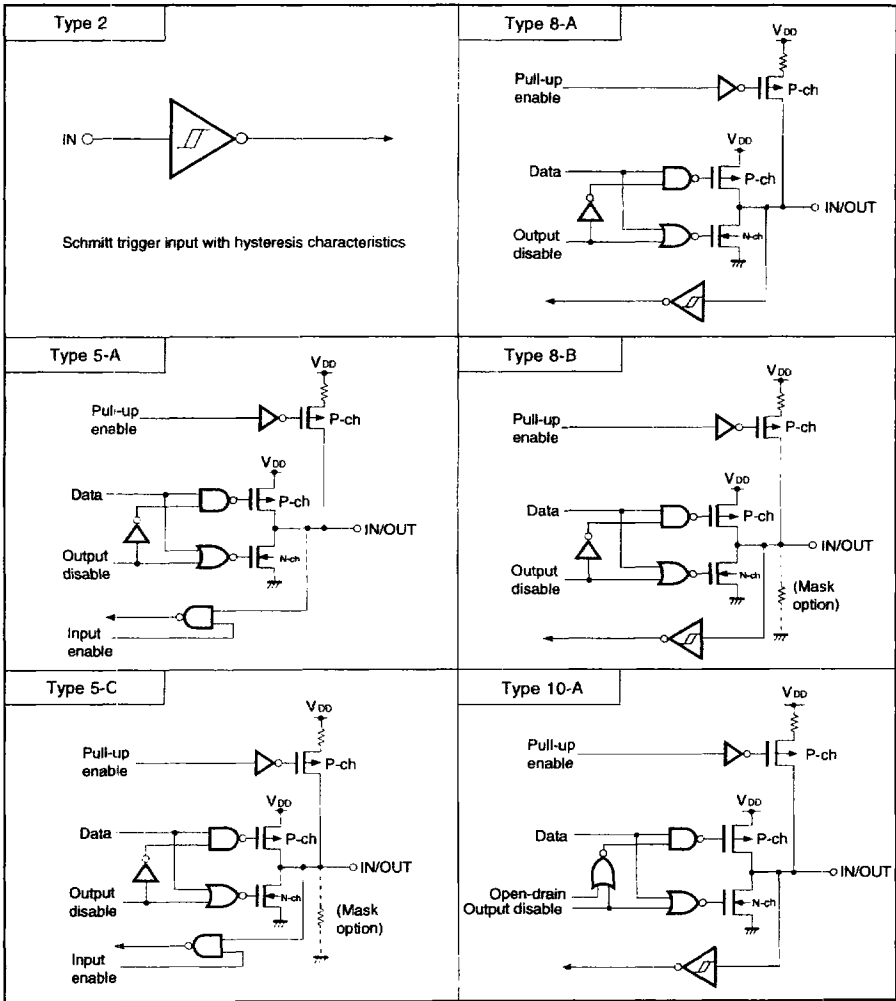 Type 2
IN
Schmitt trigger input with hysteresis characteristics
Type 8-A
VDD
Pull-up
enable
P-ch
VDD
Data
P-ch
IN/OUT
Output
disable
N-ch
Type 5-A
VDD
Pull-up
enable
P-ch
VDD
Data
P-ch
IN/OUT
Output
disable
N-ch
Input
enable
Type 8-B
VDD
Pull-up
enable
P-ch
VDD
Data
P-ch
IN/OUT
Output
disable
N-ch
(Mask
option)
Type 5-C
VDD
Pull-up
enable
P-ch
VDD
Data
P-ch
IN/OUT
Output
disable
N-ch
(Mask
option)
Input
enable
Type 10-A
VDD
Pull-up
enable
P-ch
VDD
Data
P-ch
IN/OUT
Open-drain
Output disable
N-ch